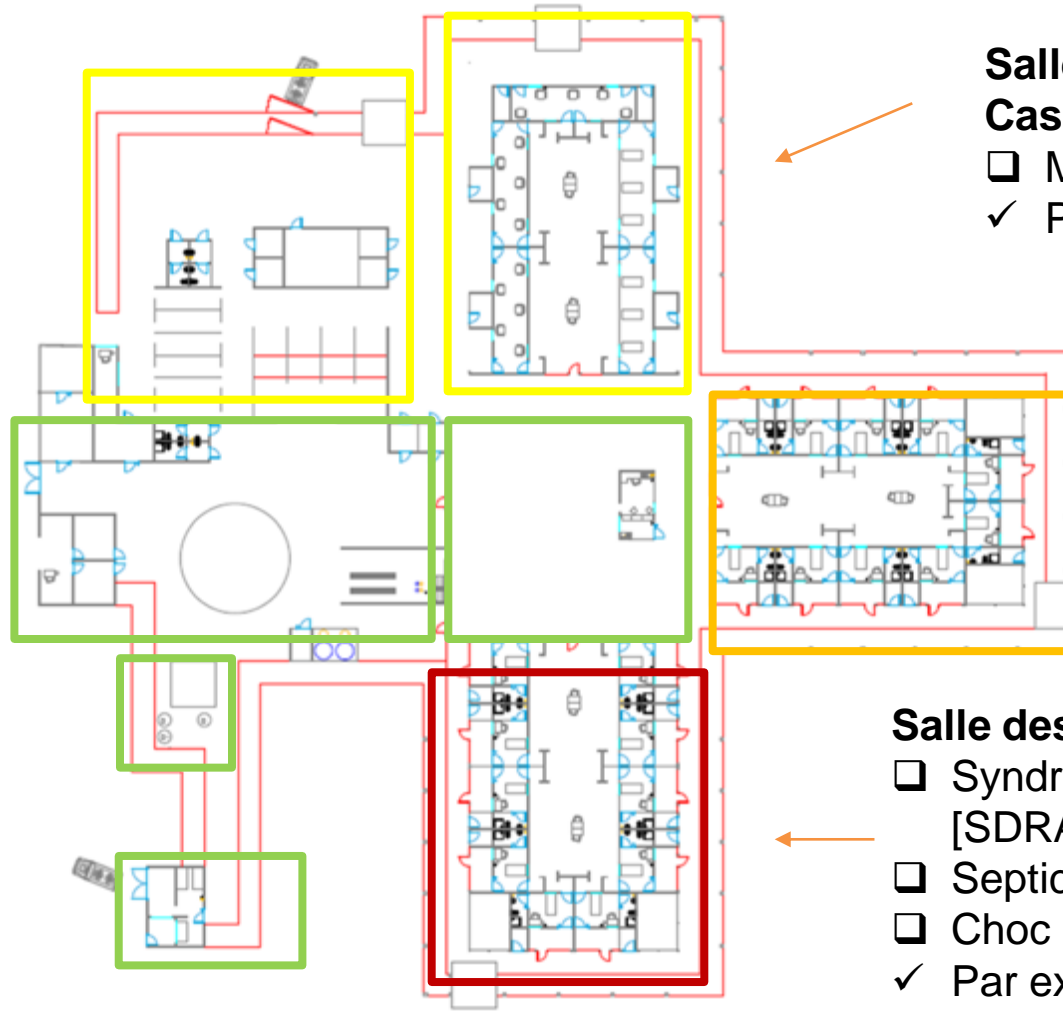 Salle
Cas
❑ M
✓ P
Salle des
❑ Syndr
[SDRA
❑ Septic
❑ Choc
✓ Par ex